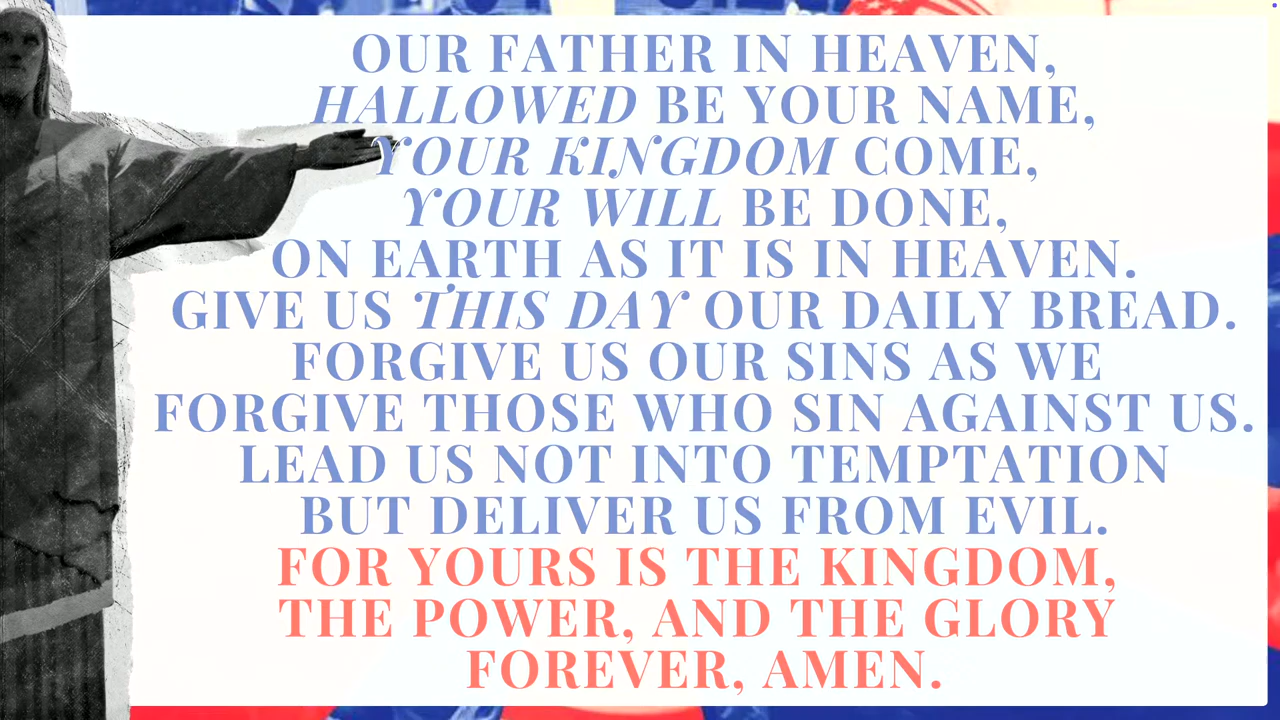 OUR FATHER IN HEAVEN,
HALLOWED BE YOUR NAME,
YOUR KINGDOM COME,
YOUR WILL BE DONE,
ON EARTH AS IT IS IN HEAVEN.
GIVE US THIS DAY OUR DAILY BREAD.
FORGIVE US OUR SINS AS WE
FORGIVE THOSE WHO SIN AGAINST US.
LEAD US NOT INTO TEMPTATION
BUT DELIVER US FROM EVIL.
FOR YOURS IS THE KINGDOM,
THE POWER, AND THE GLORY
FOREVER, AMEN.